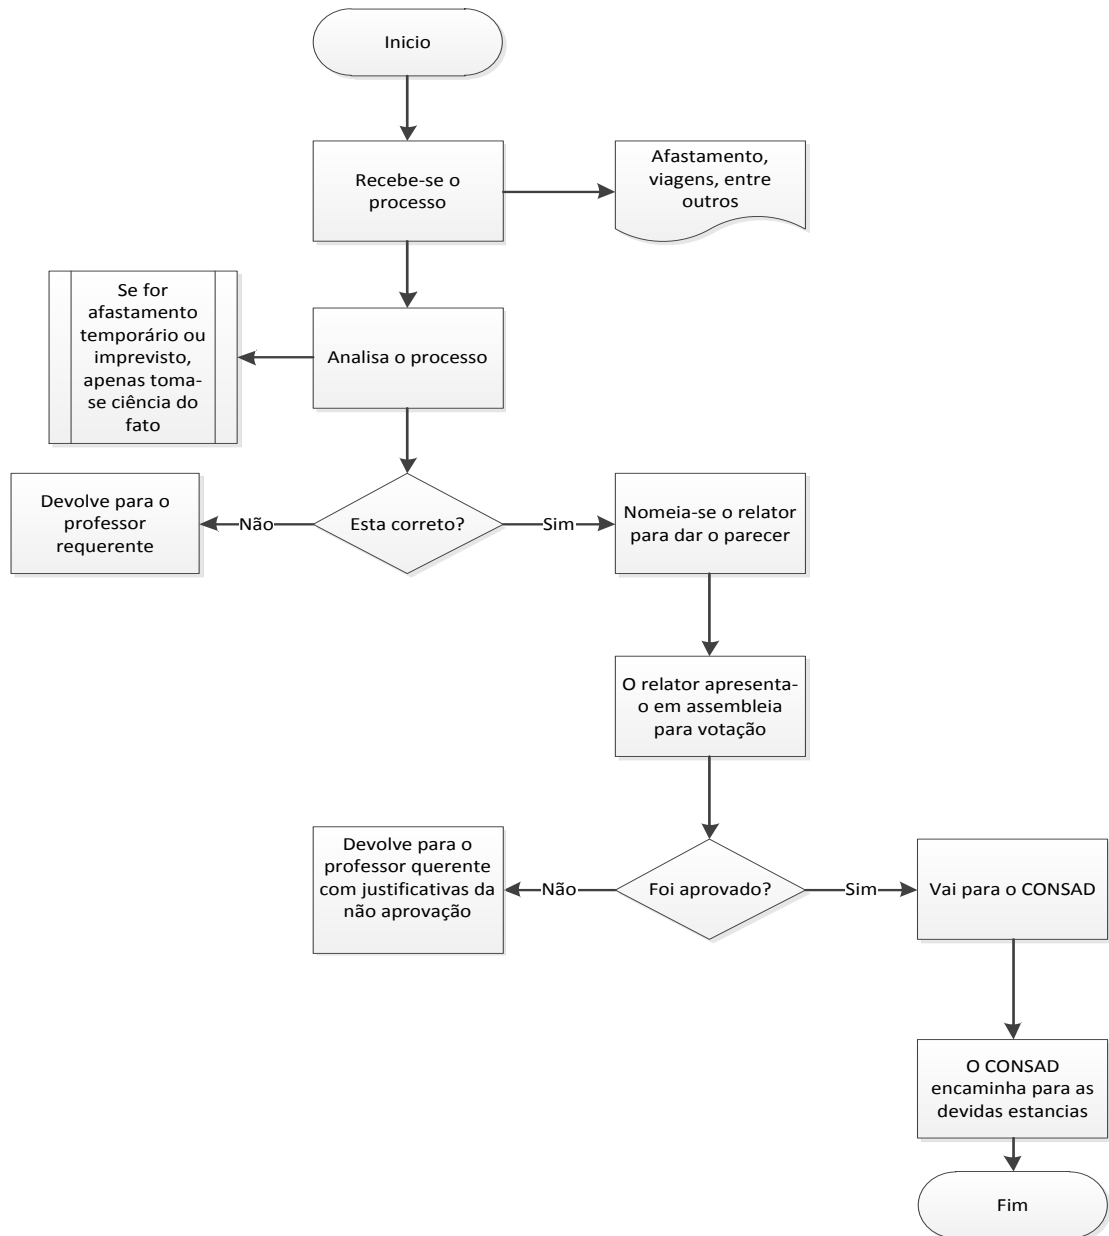 Inicio
Recebe-se o
processo
Afastamento,
viagens, entre
outros
Se for
afastamento
temporário ou
imprevisto,
apenas toma-
se ciência do
fato
Analisa o processo
Devolve para o
professor
requerente
Não
Esta correto?
Sim
Nomeia-se o relator
para dar o parecer
O relator apresenta-
o em assembleia
para votação
Devolve para o
professor querente
com justificativas da
não aprovação
Não
Foi aprovado?
Sim
Vai para o CONSAD
O CONSAD
encaminha para as
devidas estancias
Fim